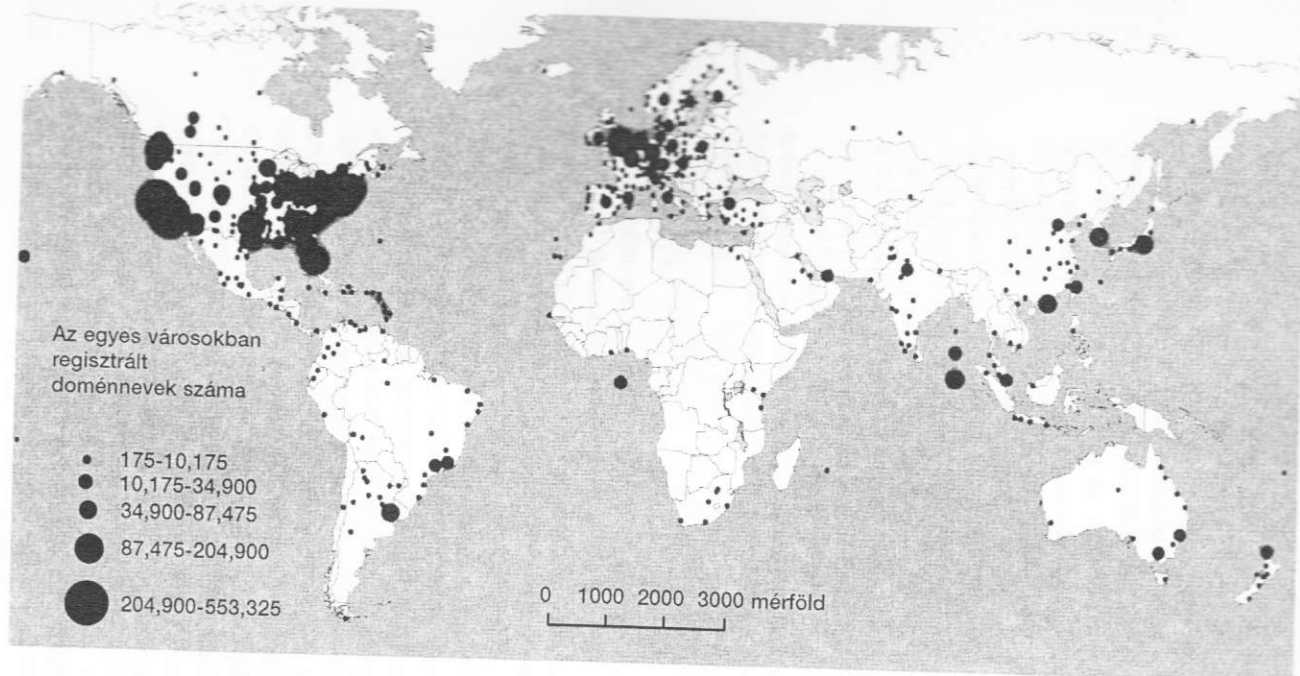 Az egyes városokban
regisztrált
doménnevek száma
175-10,175
10,175-34,900
34,900-87,475
87,475-204,900
204,900-553,325
0 1000 2000 3000 mérföld